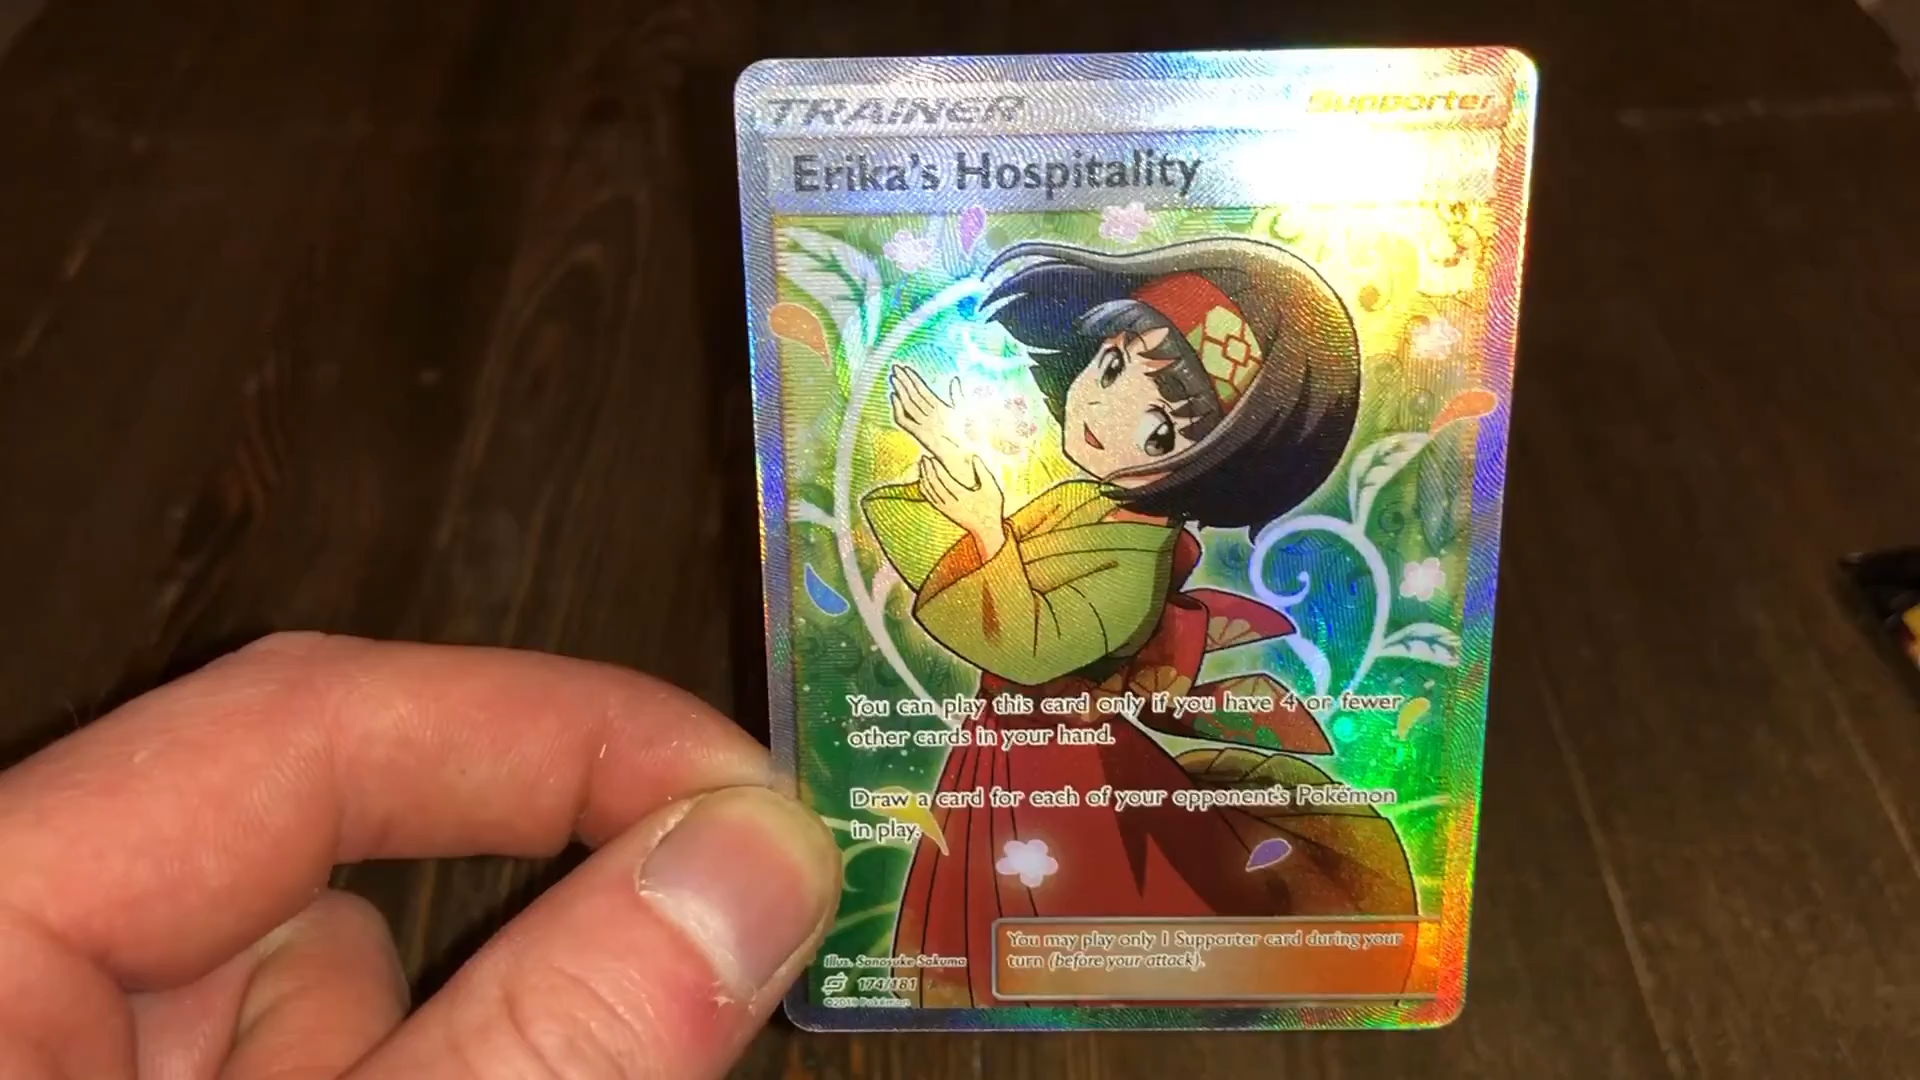 TRAINER
Supporter
Erika's Hospitality
You can play this card only if you have 4 or fewer
other cards in your hand.
Draw a card for each of your opponent's Pokémon
in play.
You may play only 1 Supporter card during your
turn (before your attack).
Illus. Sanosuke Sakuma
174/181
©2019 Pokémon